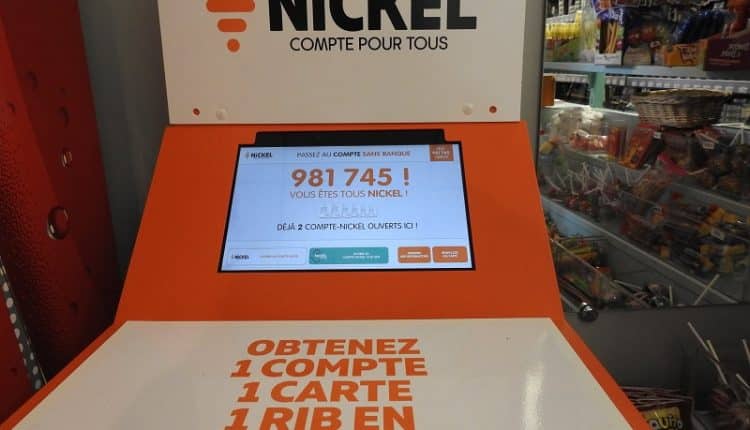 NICKEL
COMPTE POUR TOUS
NICKEL
PASSEZ AU COMPTE SANS BANQUE
981 745 !
VOUS ÊTES TOUS NICKEL !
DÉJÀ 2 COMPTE-NICKEL OUVERTS ICI !
NICKEL
OBTENEZ
1 COMPTE
1 CARTE
1 RIB EN